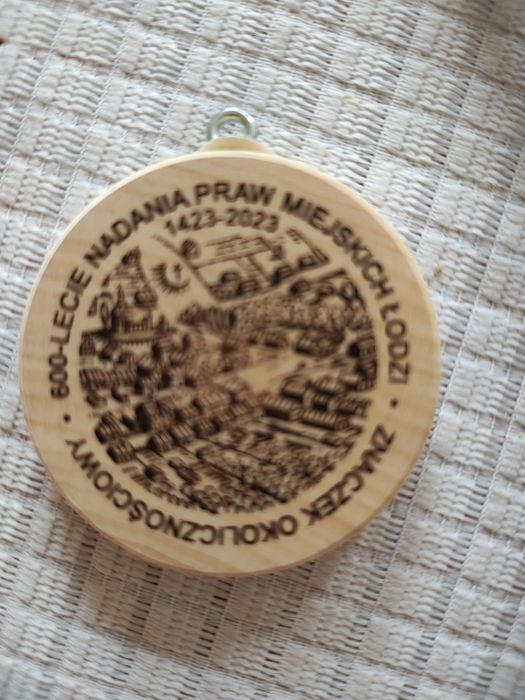 600-LECIE NADANIA PRAW MIEJSKICH ŁODZI
1423-2023
• ZNACZEK OKOLICZNOŚCIOWY •